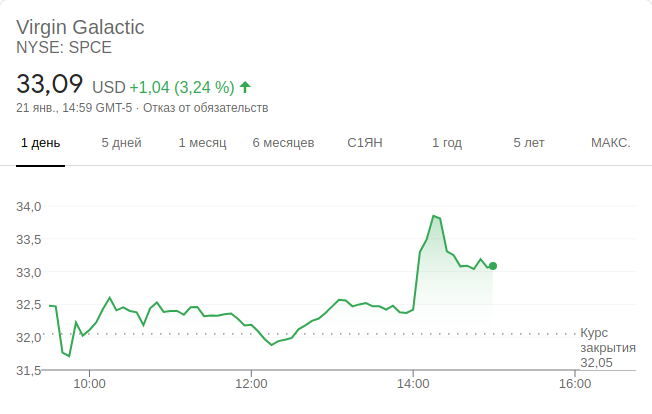 Virgin Galactic
NYSE: SPCE
33,09 USD +1,04 (3,24 %)
21 янв., 14:59 GMT-5 · Отказ от обязательств
1 день 5 дней 1 месяц 6 месяцев С1ЯН 1 год 5 лет МАКС.
34,0
33,5
33,0
32,5
32,0
31,5
Курс
закрытия
32,05
10:00 12:00 14:00 16:00